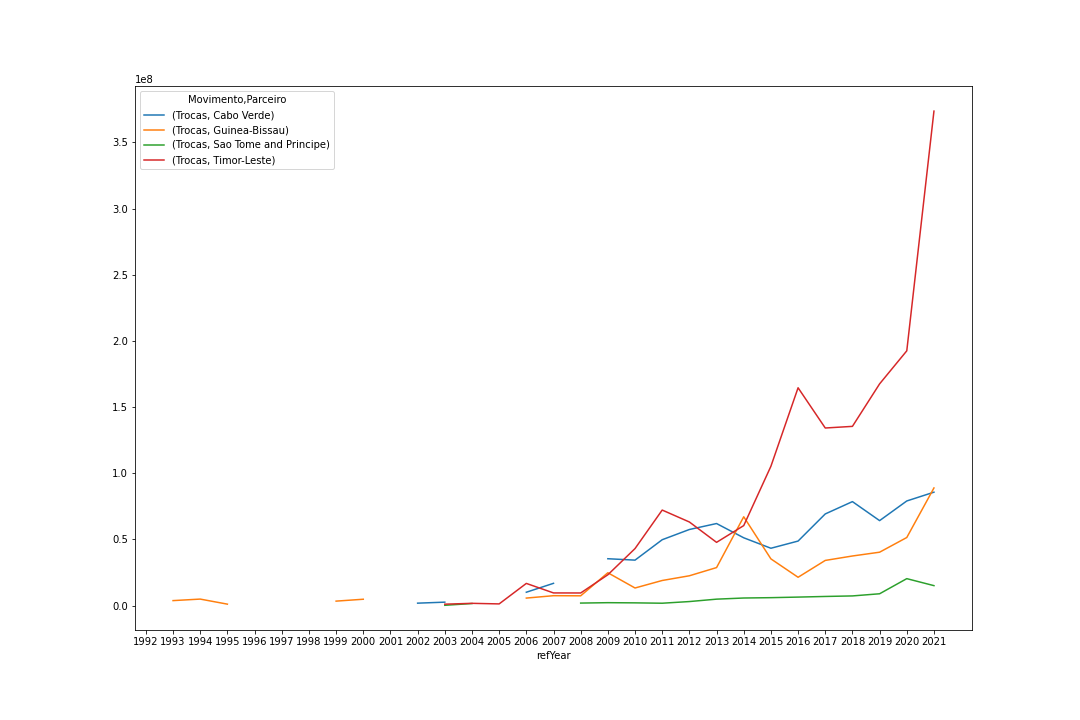 1e8
Movimento,Parceiro
(Trocas, Cabo Verde)
(Trocas, Guinea-Bissau)
(Trocas, Sao Tome and Principe)
(Trocas, Timor-Leste)
3.5
3.0
2.5
2.0
1.5
1.0
0.5
0.0
1992 1993 1994 1995 1996 1997 1998 1999 2000 2001 2002 2003 2004 2005 2006 2007 2008 2009 2010 2011 2012 2013 2014 2015 2016 2017 2018 2019 2020 2021
refYear